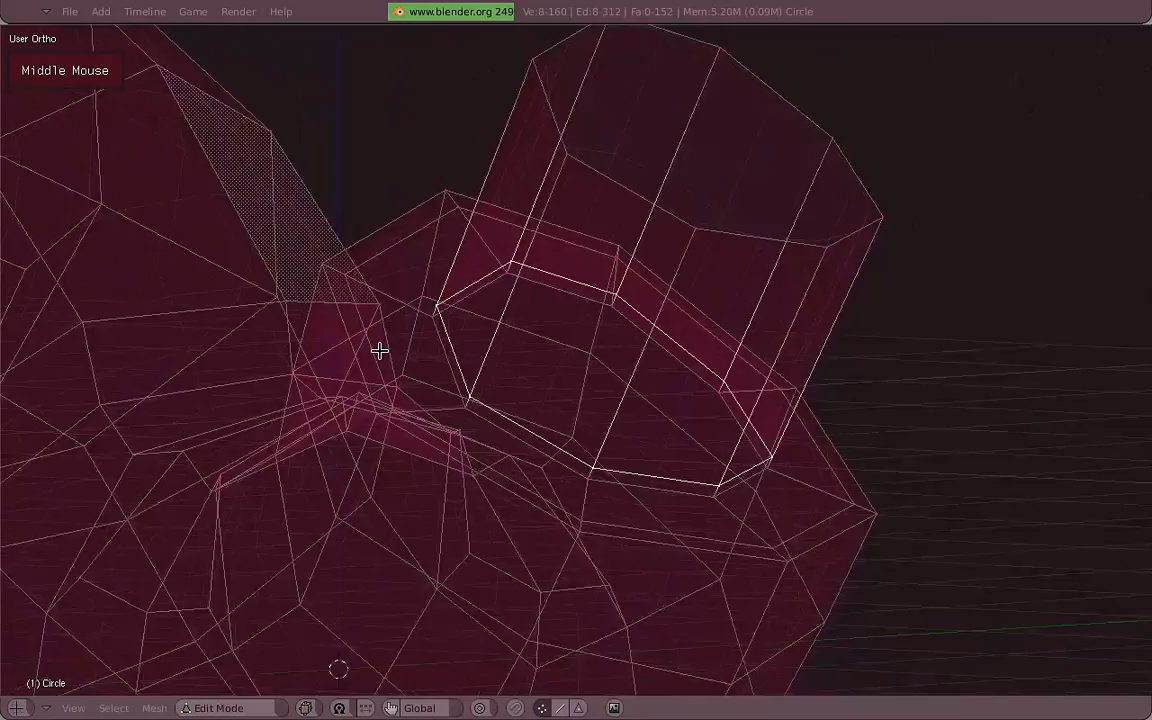 File Add Timeline Game Render Help www.blender.org 249 Ve:8-160 | Ed:8-312 | Fa:0-152 | Mem:5.20M (0.09M) Circle
User Ortho
Middle Mouse
(1) Circle
View Select Mesh Edit Mode Global